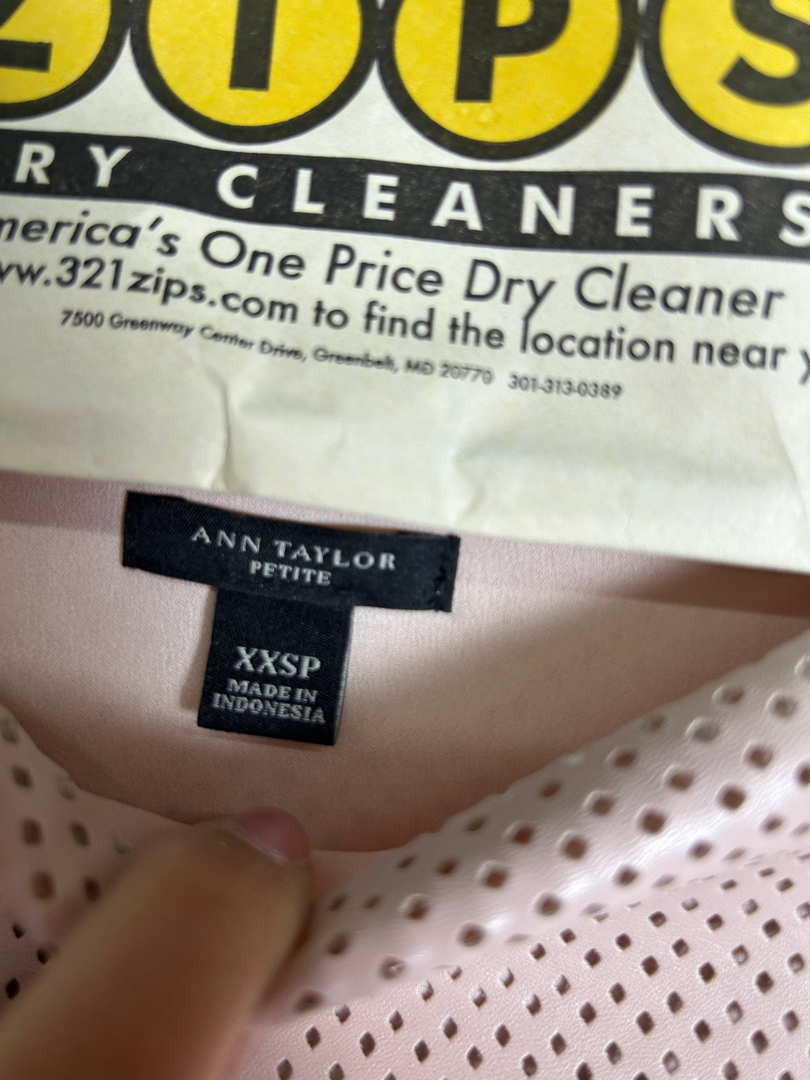 ZIPS
RY CLEANERS
merica's One Price Dry Cleaner
ww.321zips.com to find the location near y
7500 Greenway Center Drive, Greenbelt, MD 20770 301-313-0389
ANN TAYLOR
PETITE
XXSP
MADE IN
INDONESIA